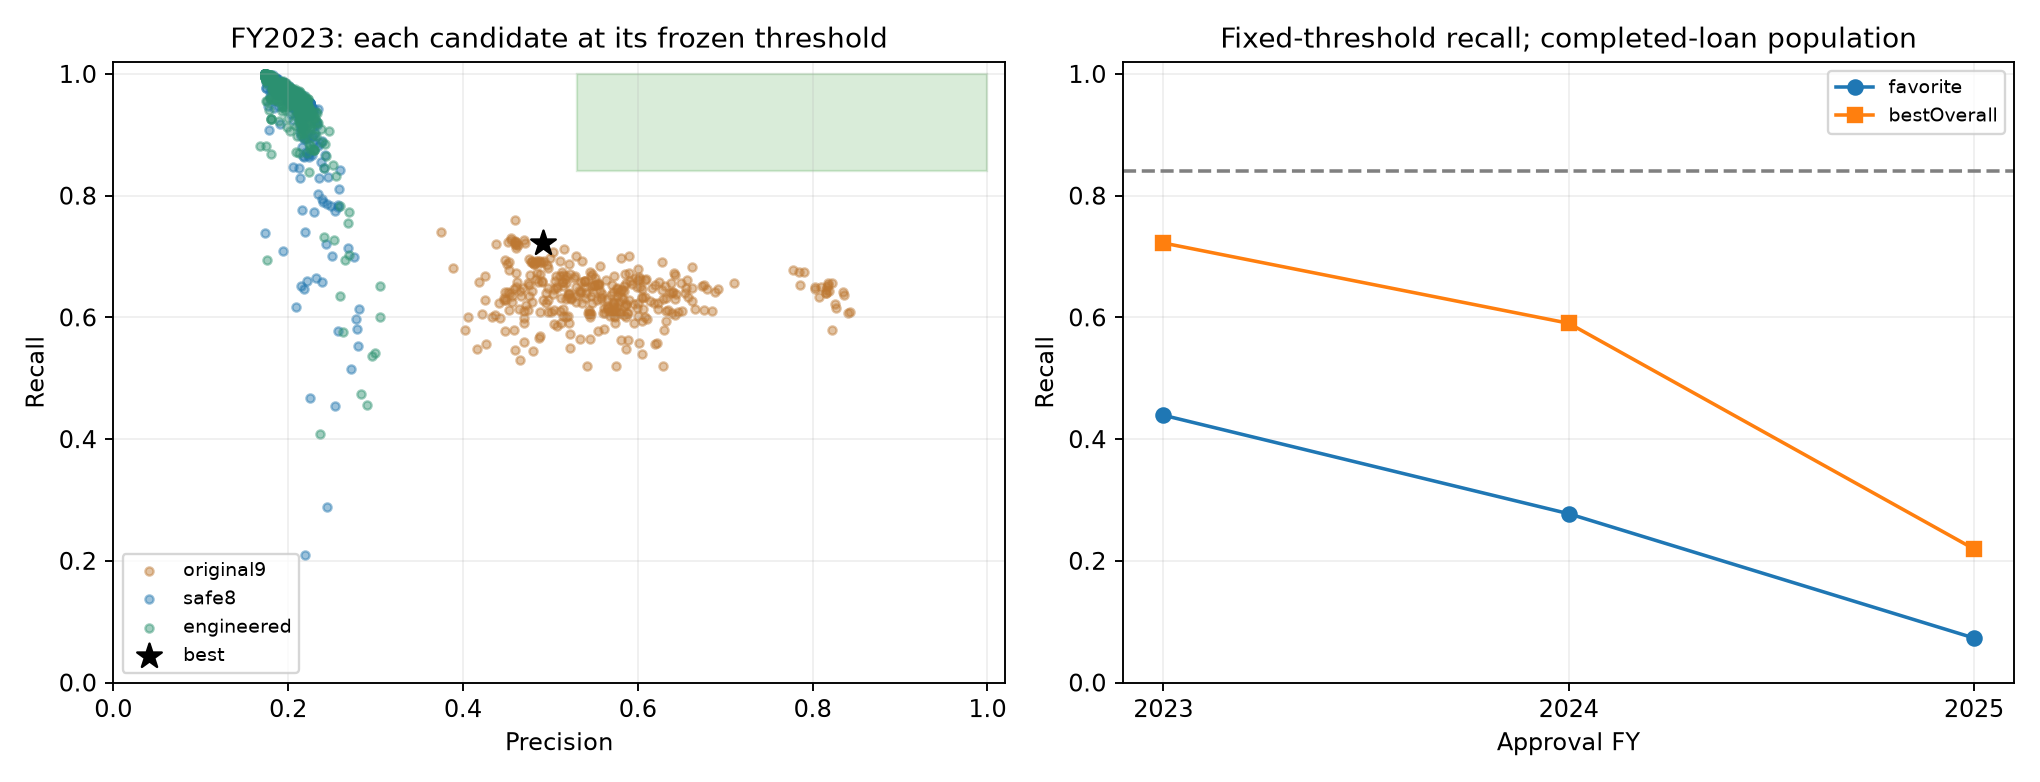 FY2023: each candidate at its frozen threshold
1.0
0.8
0.6
0.4
0.2
0.0
Recall
original9
safe8
engineered
best
0.0 0.2 0.4 0.6 0.8 1.0
Precision
Fixed-threshold recall; completed-loan population
1.0
0.8
0.6
0.4
0.2
0.0
Recall
favorite
bestOverall
2023 2024 2025
Approval FY